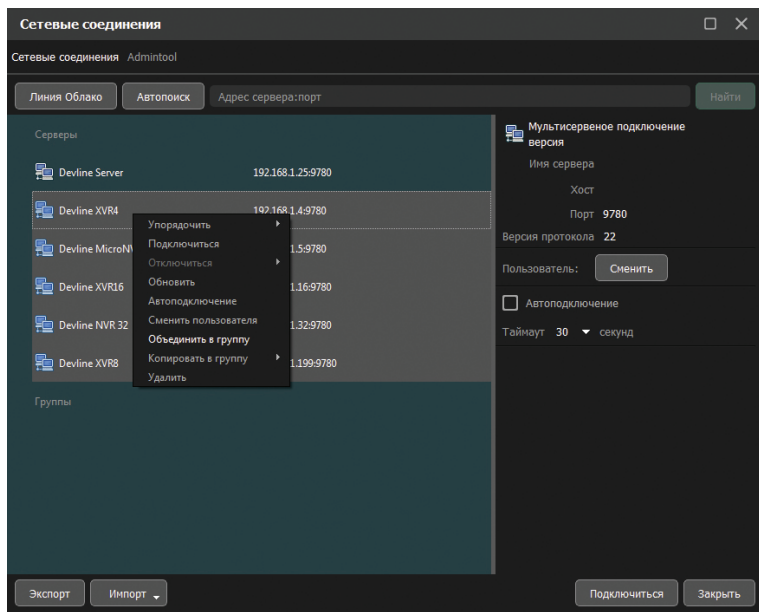 Сетевые соединения
Сетевые соединения Admintool
Линия Облако Автопоиск Адрес сервера:порт Найти
Серверы
Devline Server 192.168.1.25:9780
Devline XVR4 192.168.1.4:9780
Devline MicroNV 1.5:9780
Devline XVR16 1.16:9780
Devline NVR 32 1.32:9780
Devline XVR8 1.199:9780
Группы
Упорядочить
Подключиться
Отключиться
Обновить
Автоподключение
Сменить пользователя
Объединить в группу
Копировать в группу
Удалить
Мультисервеное подключение
версия
Имя сервера
Хост
Порт 9780
Версия протокола 22
Пользователь: Сменить
Автоподключение
Таймаут 30 секунд
Экспорт Импорт Подключиться Закрыть